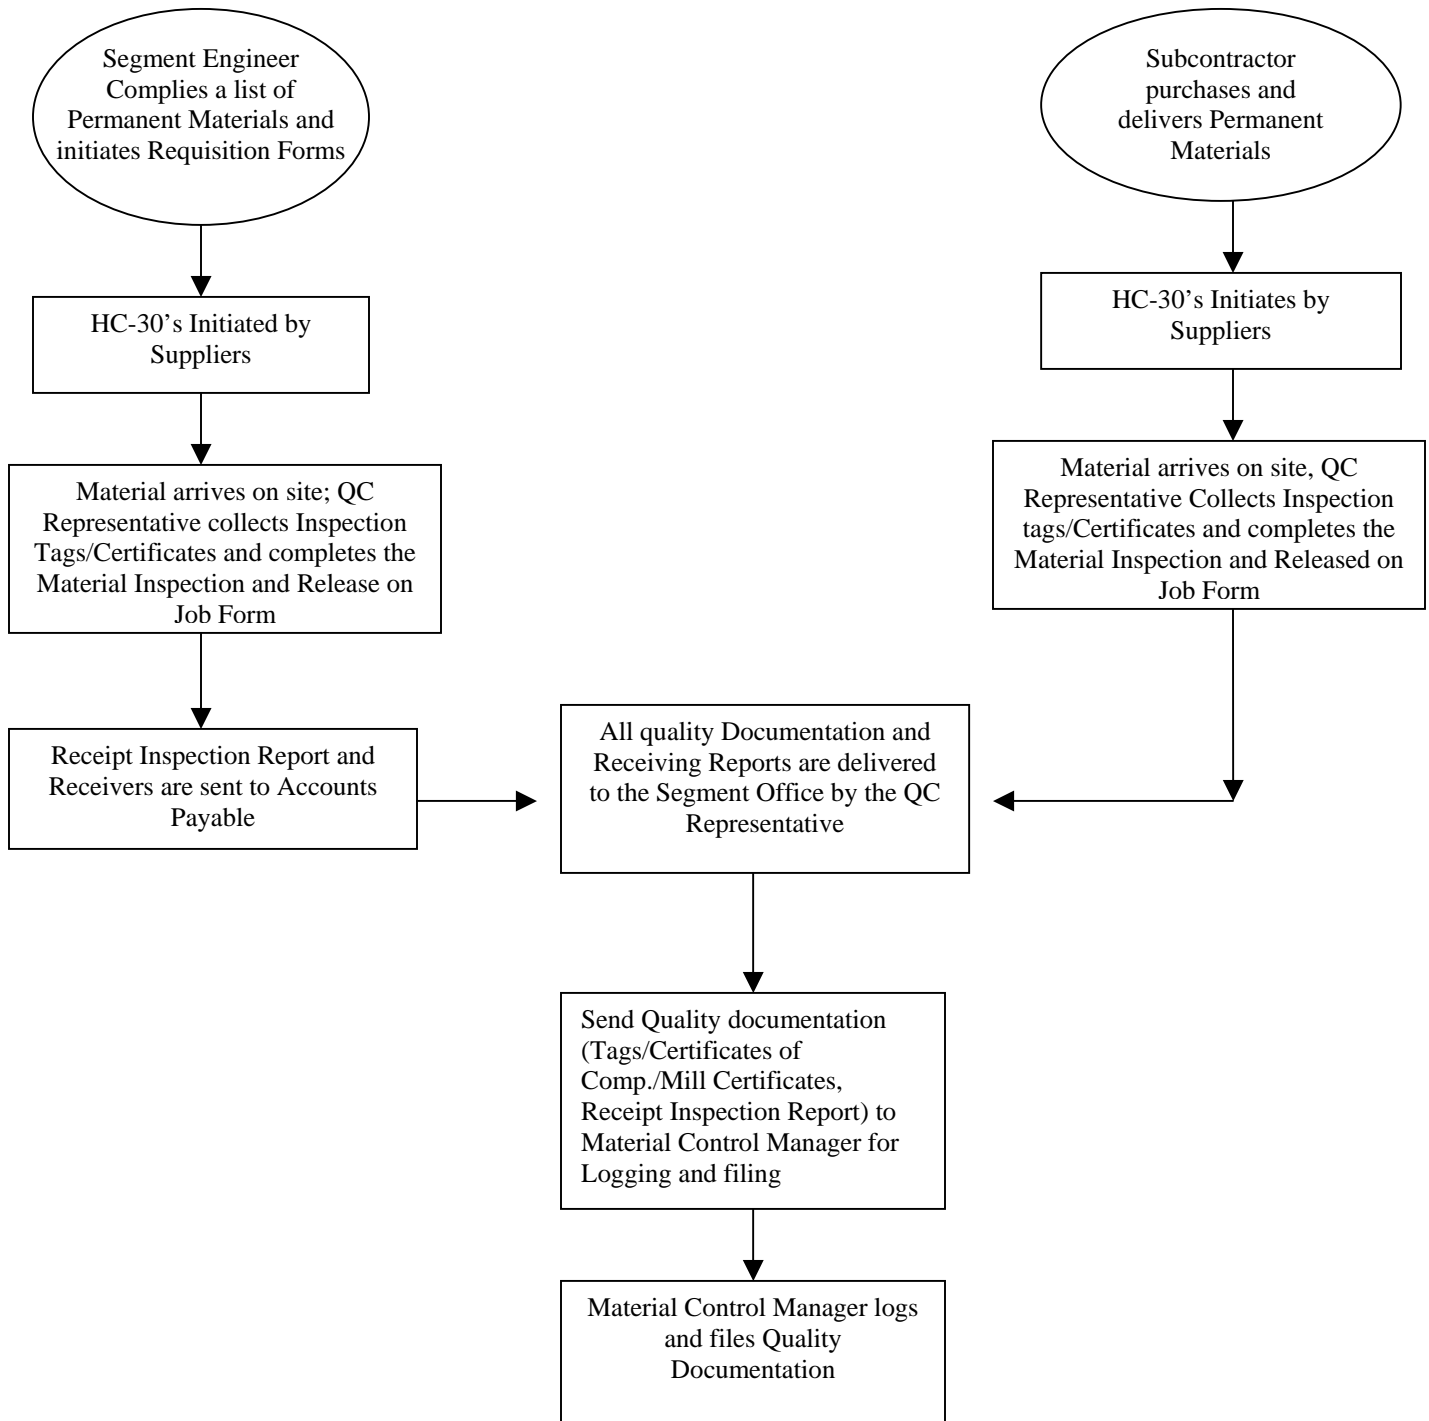 Segment Engineer
Complies a list of
Permanent Materials and
initiates Requisition Forms
Subcontractor
purchases and
delivers Permanent
Materials
HC-30’s Initiated by
Suppliers
HC-30’s Initiates by
Suppliers
Material arrives on site; QC
Representative collects Inspection
Tags/Certificates and completes the
Material Inspection and Release on
Job Form
Material arrives on site, QC
Representative Collects Inspection
tags/Certificates and completes the
Material Inspection and Released on
Job Form
Receipt Inspection Report and
Receivers are sent to Accounts
Payable
All quality Documentation and
Receiving Reports are delivered
to the Segment Office by the QC
Representative
Send Quality documentation
(Tags/Certificates of
Comp./Mill Certificates,
Receipt Inspection Report) to
Material Control Manager for
Logging and filing
Material Control Manager logs
and files Quality
Documentation